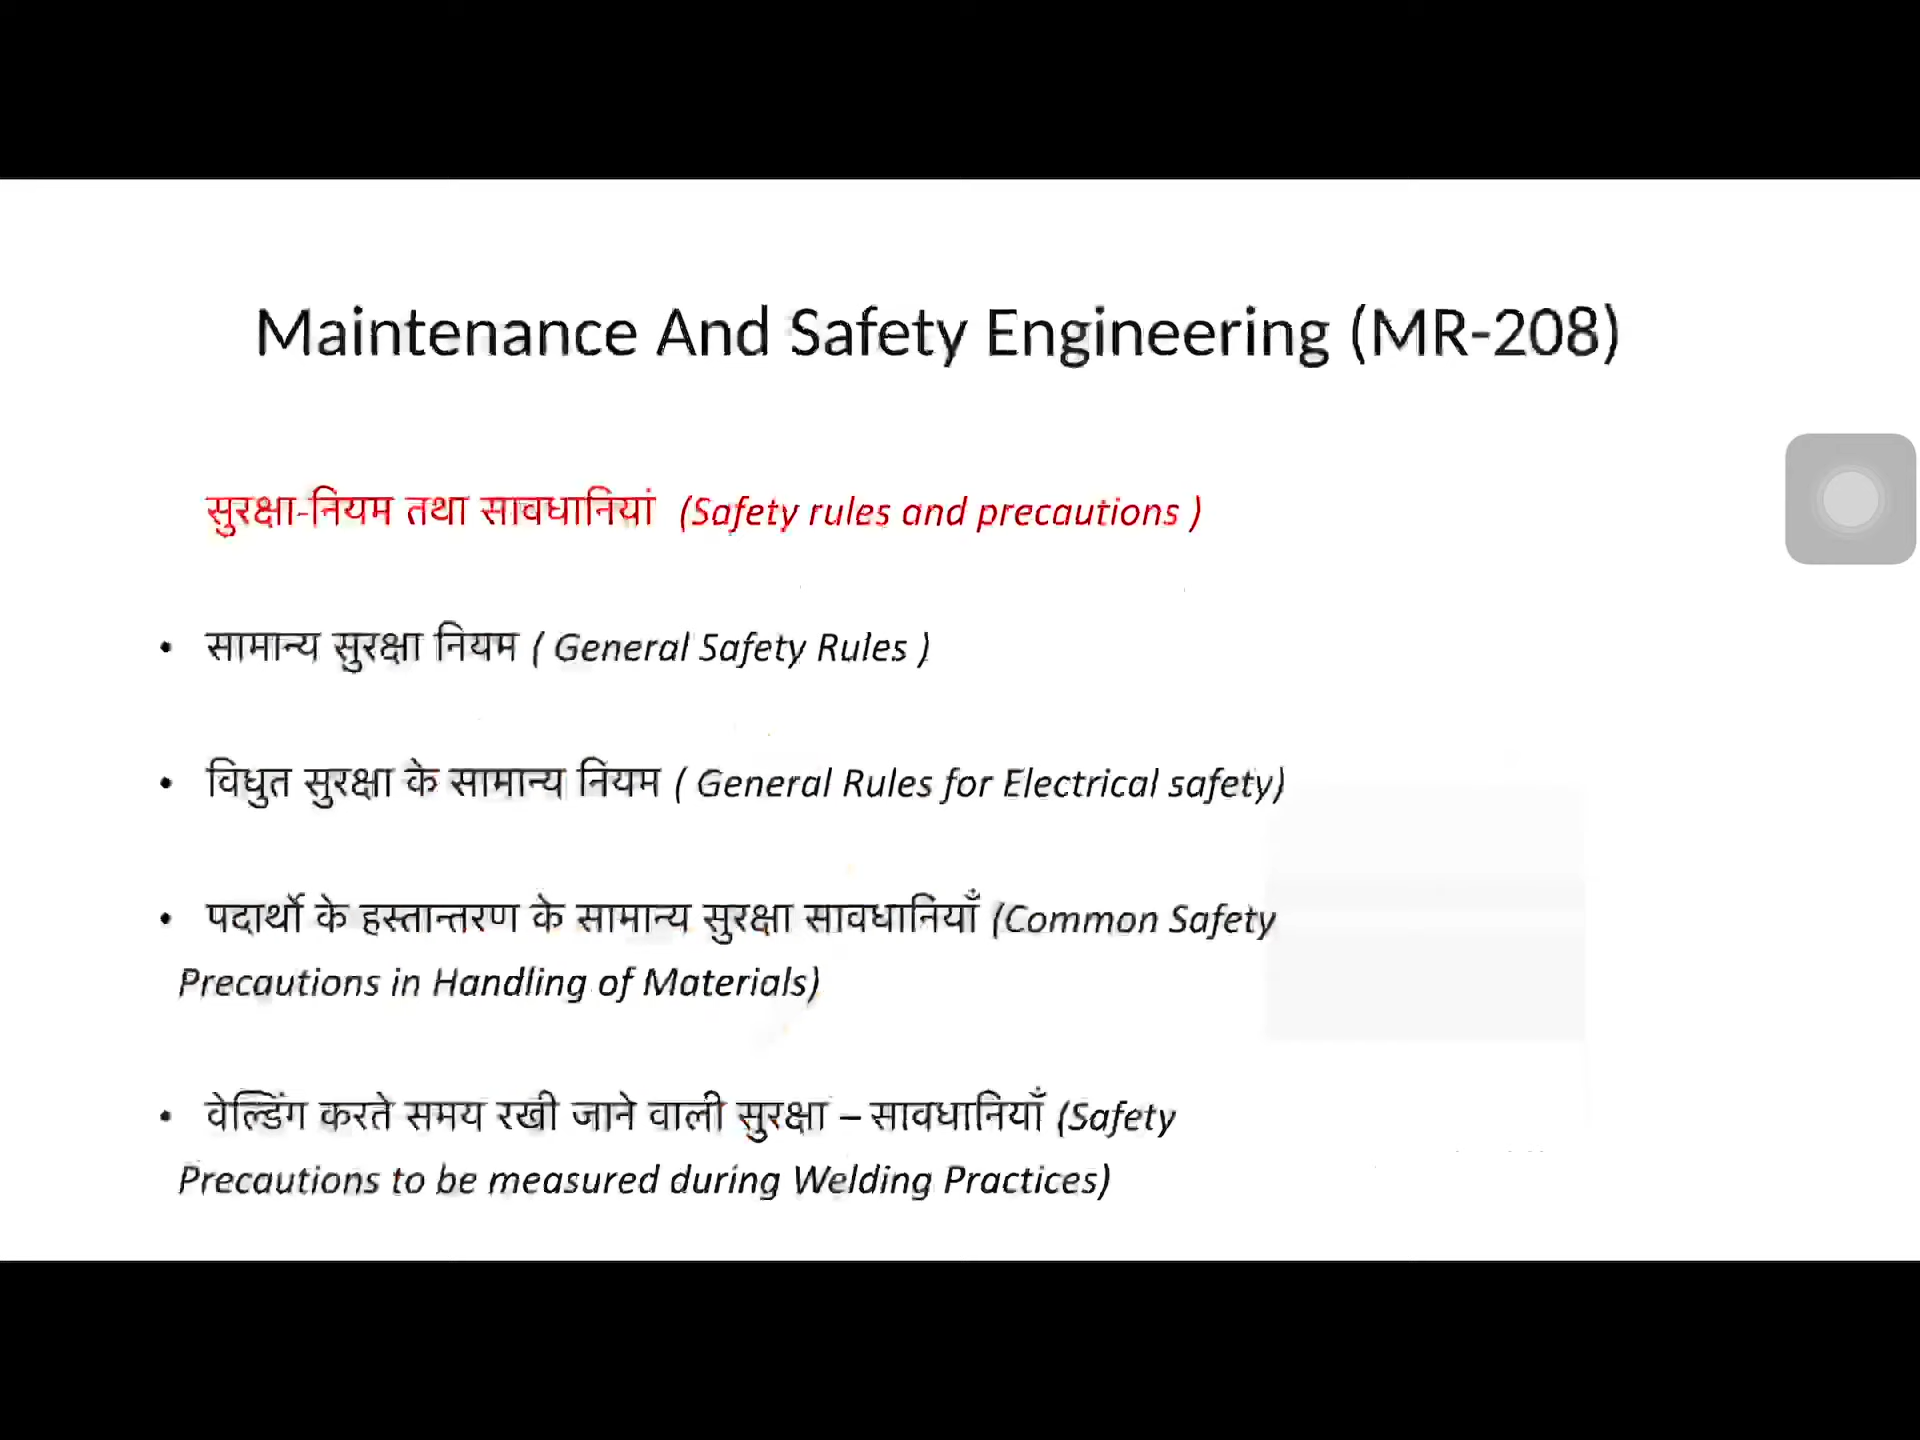 Maintenance And Safety Engineering (MR-208)
सुरक्षा-नियम तथा सावधानियां (Safety rules and precautions )
• सामान्य सुरक्षा नियम ( General Safety Rules )
• विधुत सुरक्षा के सामान्य नियम ( General Rules for Electrical safety)
• पदार्थो के हस्तान्तरण के सामान्य सुरक्षा सावधानियाँ (Common Safety
Precautions in Handling of Materials)
• वेल्डिंग करते समय रखी जाने वाली सुरक्षा – सावधानियाँ (Safety
Precautions to be measured during Welding Practices)